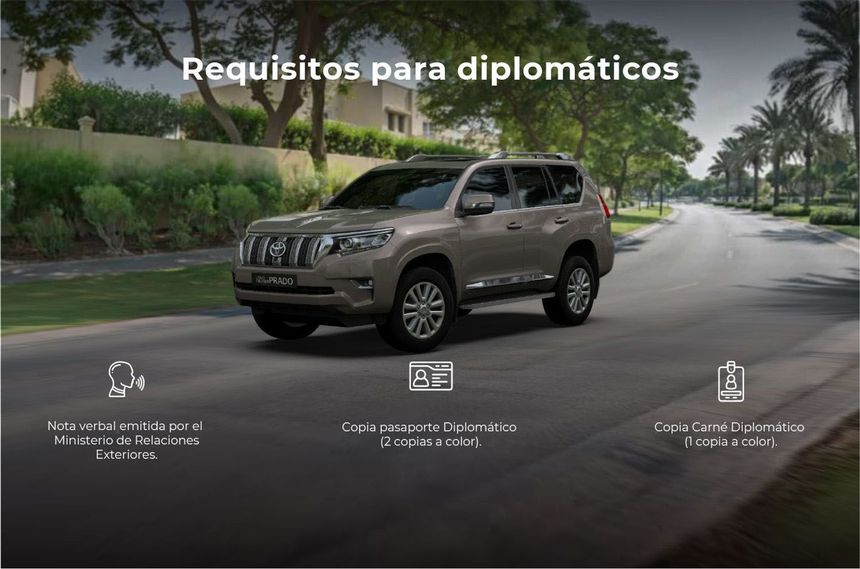 Requisitos para diplomáticos
PRADO
Nota verbal emitida por el
Ministerio de Relaciones
Exteriores.
Copia pasaporte Diplomático
(2 copias a color).
Copia Carné Diplomático
(1 copia a color).